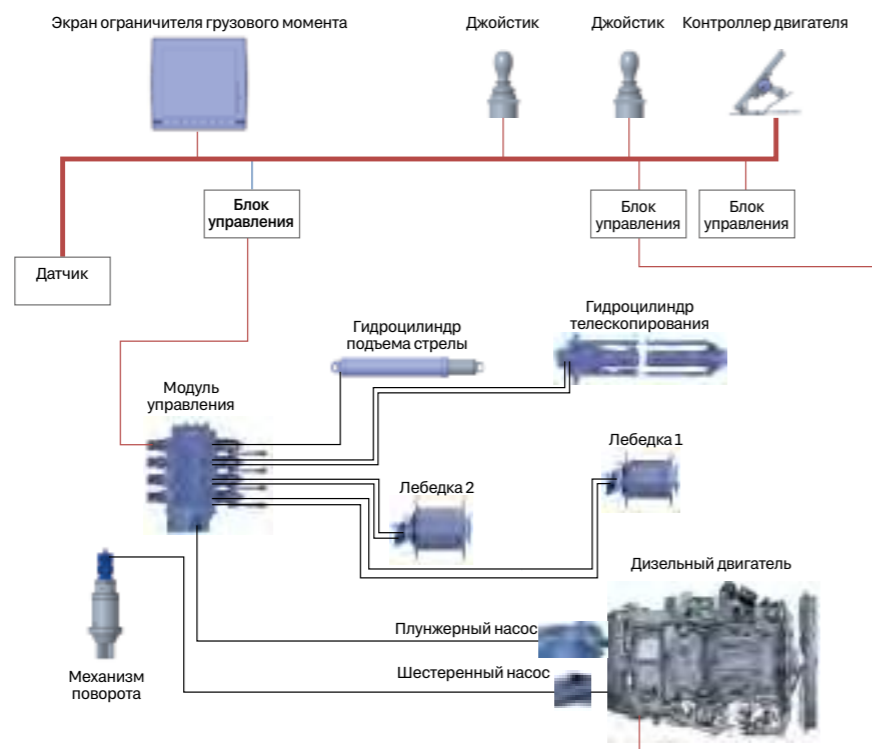 Экран ограничителя грузового момента
Джойстик
Джойстик
Контроллер двигателя
Блок
управления
Блок
управления
Блок
управления
Датчик
Гидроцилиндр
подъема стрелы
Гидроцилиндр
телескопирования
Модуль
управления
Лебедка 1
Лебедка 2
Дизельный двигатель
Плунжерный насос
Шестеренный насос
Механизм
поворота